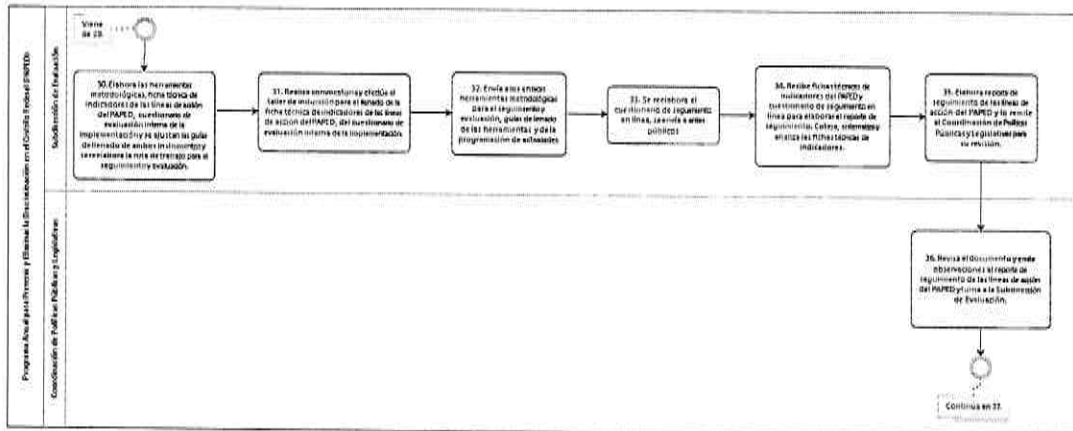 Programa Anual para Prevenir y Eliminar la Discriminación en el Distrito Federal (PAPED)
Subdirección de Evaluación
Coordinación de Políticas Públicas y Legislativas
Viene
de 29.
30. Elabora las herramientas
metodológicas, ficha técnica de
indicadores de las líneas de acción
del PAPED, cuestionario de
evaluación interna de la
implementación y se ajustan las guías
de llenado de ambos instrumentos y
se reelabora la ruta de trabajo para el
seguimiento y evaluación.
31. Realiza convocatoria y efectúa el
taller de inducción para el llenado de la
ficha técnica de indicadores de las líneas
de acción del PAPED, del cuestionario de
evaluación interna de la implementación.
32. Envía a los enlaces
herramientas metodológicas
para el seguimiento y
evaluación, guías de llenado
de las herramientas y de la
programación de actividades
33. Se reelabora el
cuestionario de seguimiento
en línea, se envía a entes
públicos
34. Recibe fichas técnicas de
indicadores del PAPED y
cuestionario de seguimiento en
línea para elaborar el reporte de
seguimiento. Coteja, sistematiza y
analiza las fichas técnicas de
indicadores.
35. Elabora reporte de
seguimiento de las líneas de
acción del PAPED y lo remite
al Coordinación de Políticas
Públicas y Legislativas para
su revisión.
36. Revisa el documento y emite
observaciones al reporte de
seguimiento de las líneas de acción
del PAPED y turna a la Subdirección
de Evaluación.
Continua en 37.